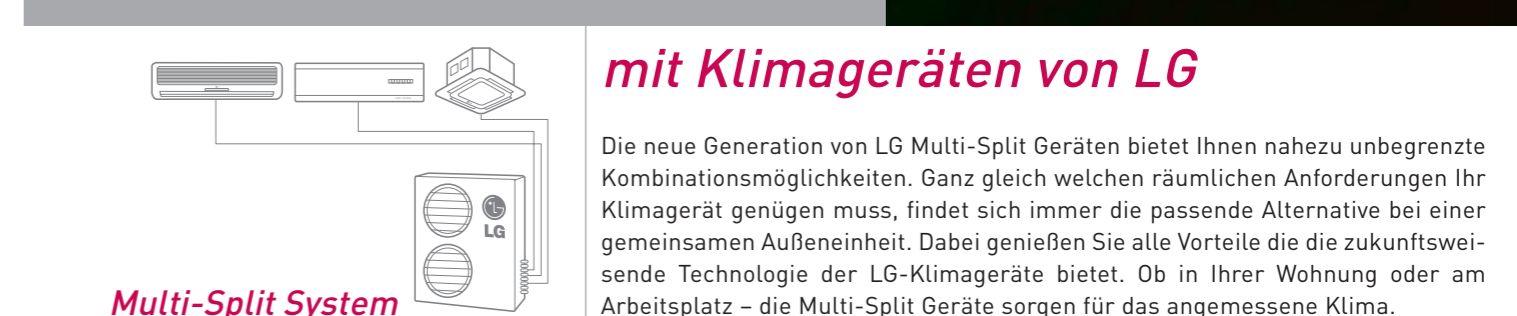 mit Klimageräten von LG
Die neue Generation von LG Multi-Split Geräten bietet Ihnen nahezu unbegrenzte
Kombinationsmöglichkeiten. Ganz gleich welchen räumlichen Anforderungen Ihr
Klimagerät genügen muss, findet sich immer die passende Alternative bei einer
gemeinsamen Außeneinheit. Dabei genießen Sie alle Vorteile die die zukunftswei-
sende Technologie der LG-Klimageräte bietet. Ob in Ihrer Wohnung oder am
Arbeitsplatz – die Multi-Split Geräte sorgen für das angemessene Klima.
LG
Multi-Split System